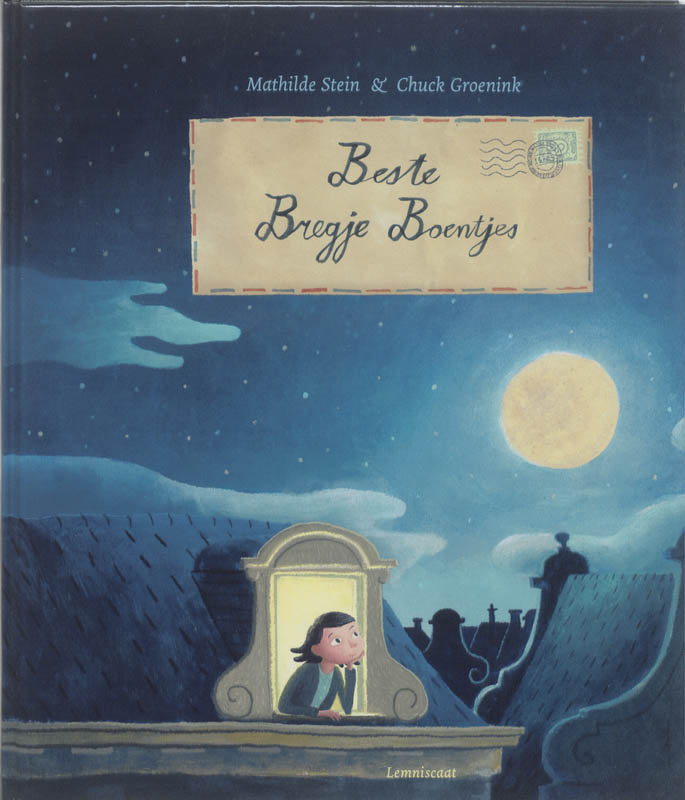 Mathilde Stein & Chuck Groenink
Beste
Bregje Boentjes
Lemniscaat